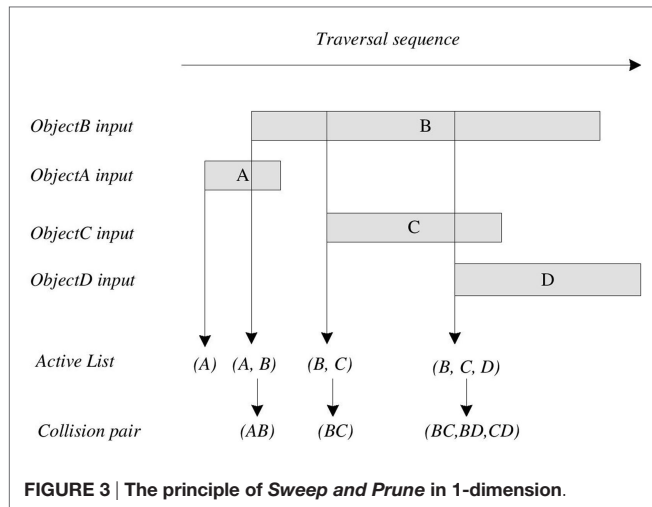 Traversal sequence
ObjectB input B
ObjectA input A
ObjectC input C
ObjectD input D
Active List (A) (A, B) (B, C) (B, C, D)
Collision pair (AB) (BC) (BC,BD,CD)
FIGURE 3 | The principle of Sweep and Prune in 1-dimension.